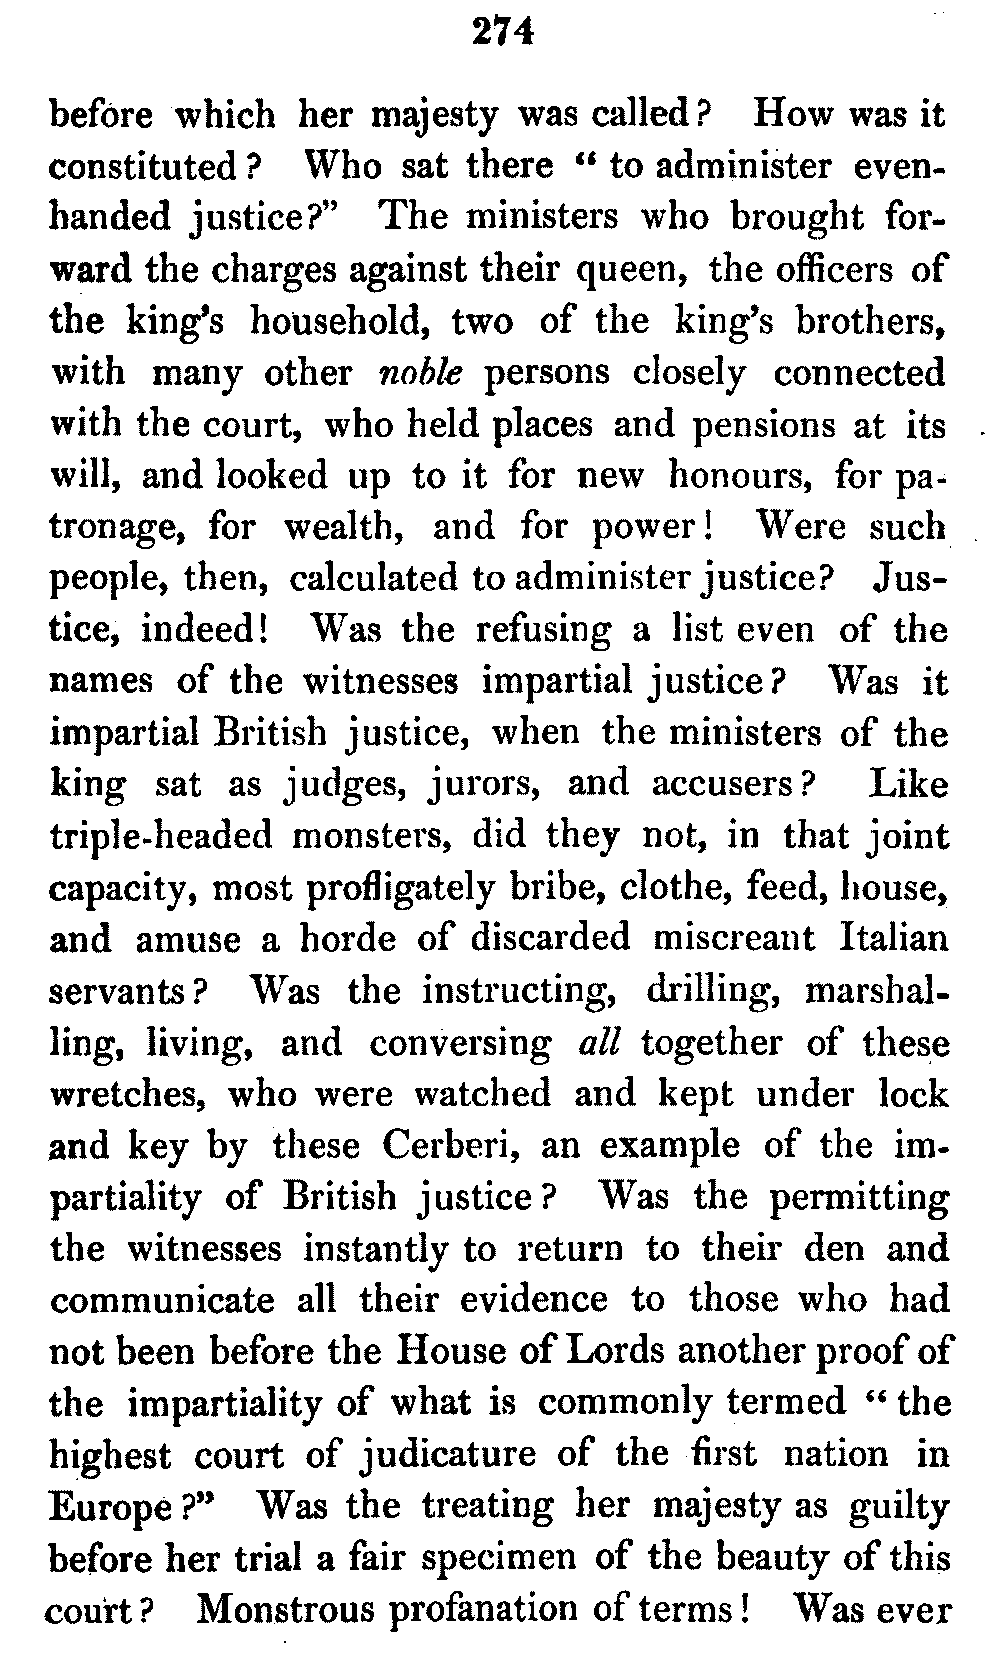 274
before which her majesty was called? How was it
constituted? Who sat there " to administer even-
handed justice?" The ministers who brought for-
ward the charges against their queen, the officers of
the king's household, two of the king's brothers,
with many other noble persons closely connected
with the court, who held places and pensions at its
will, and looked up to it for new honours, for pa-
tronage, for wealth, and for power! Were such
people, then, calculated to administer justice? Jus-
tice, indeed! Was the refusing a list even of the
names of the witnesses impartial justice? Was it
impartial British justice, when the ministers of the
king sat as judges, jurors, and accusers? Like
triple-headed monsters, did they not, in that joint
capacity, most profligately bribe, clothe, feed, house,
and amuse a horde of discarded miscreant Italian
servants? Was the instructing, drilling, marshal-
ling, living, and conversing all together of these
wretches, who were watched and kept under lock
and key by these Cerberi, an example of the im-
partiality of British justice? Was the permitting
the witnesses instantly to return to their den and
communicate all their evidence to those who had
not been before the House of Lords another proof of
the impartiality of what is commonly termed " the
highest court of judicature of the first nation in
Europe?" Was the treating her majesty as guilty
before her trial a fair specimen of the beauty of this
court? Monstrous profanation of terms! Was ever